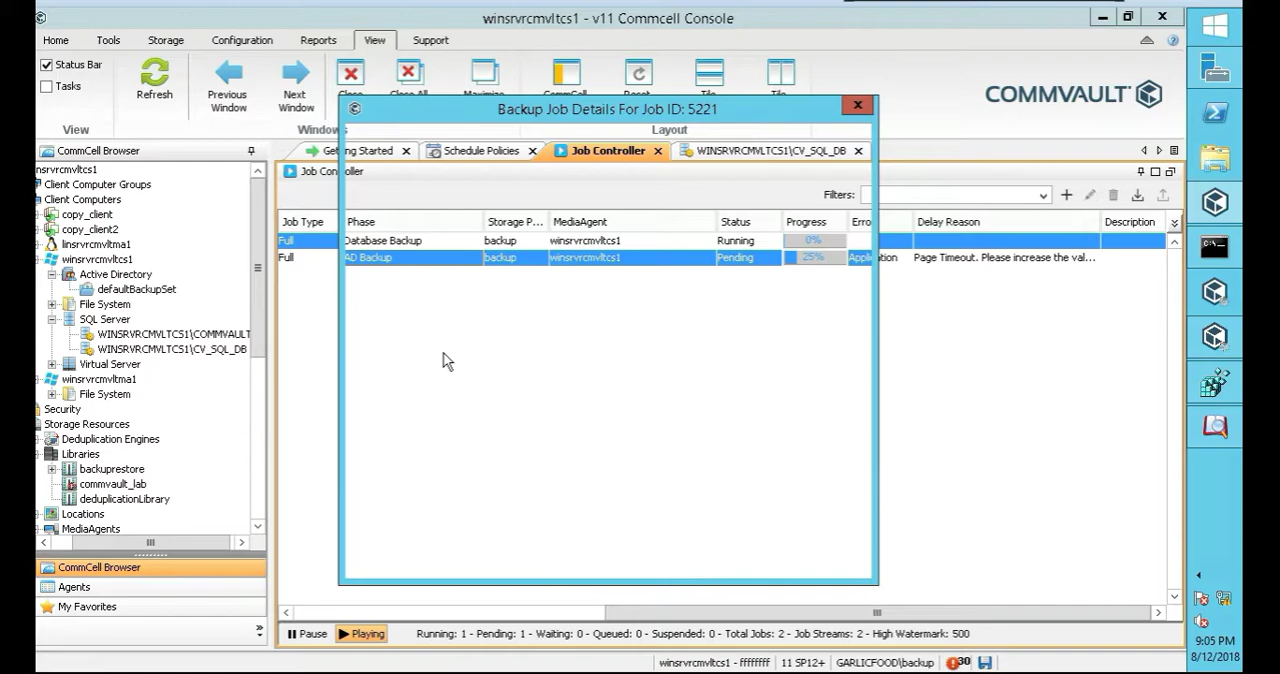 winsrvrcmvltcs1 - v11 Commcell Console
Home Tools Storage Configuration Reports View Support
Status Bar
Tasks
View
Refresh
Previous Window
Next Window
Windows
Layout
COMMVAULT
Backup Job Details For Job ID: 5221
CommCell Browser
nsrvrcmvltcs1
Client Computer Groups
Client Computers
copy_client
copy_client2
linsrvrcmvltma1
winsrvrcmvltcs1
Active Directory
defaultBackupSet
File System
SQL Server
WINSRVRCMVLTCS1\COMMVAULT
WINSRVRCMVLTCS1\CV_SQL_DB
Virtual Server
winsrvrcmvltma1
File System
Security
Storage Resources
Deduplication Engines
Libraries
backuprestore
commvault_lab
deduplicationLibrary
Locations
MediaAgents
CommCell Browser
Agents
My Favorites
Getting Started Schedule Policies Job Controller WINSRVRCMVLTCS1\CV_SQL_DB
Filters:
Job Type Phase Storage P... MediaAgent Status Progress Delay Reason Description
Full Database Backup backup winsrvrcmvltcs1 Running 0%
Full AD Backup backup winsrvrcmvltcs1 Pending 25% Page Timeout. Please increase the val...
Pause Playing Running: 1 - Pending: 1 - Waiting: 0 - Queued: 0 - Suspended: 0 - Total Jobs: 2 - Job Streams: 2 - High Watermark: 500
winsrvrcmvltcs1 - ffffffff 11 SP12+ GARLICFOOD\backup 30
9:05 PM
8/12/2018